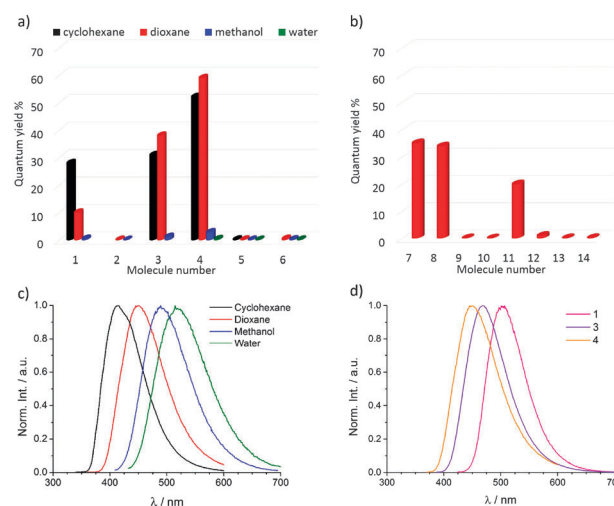 a)
cyclohexane dioxane methanol water
70
60
50
40
30
20
10
0
Quantum yield %
1 2 3 4 5 6
Molecule number
b)
70
60
50
40
30
20
10
0
Quantum yield %
7 8 9 10 11 12 13 14
Molecule number
c)
Cyclohexane
Dioxane
Methanol
Water
1.0
0.8
0.6
0.4
0.2
0.0
Norm. Int. / a.u.
300 400 500 600 700
λ / nm
d)
1
3
4
1.0
0.8
0.6
0.4
0.2
0.0
Norm. Int. / a.u.
300 400 500 600 700
λ / nm